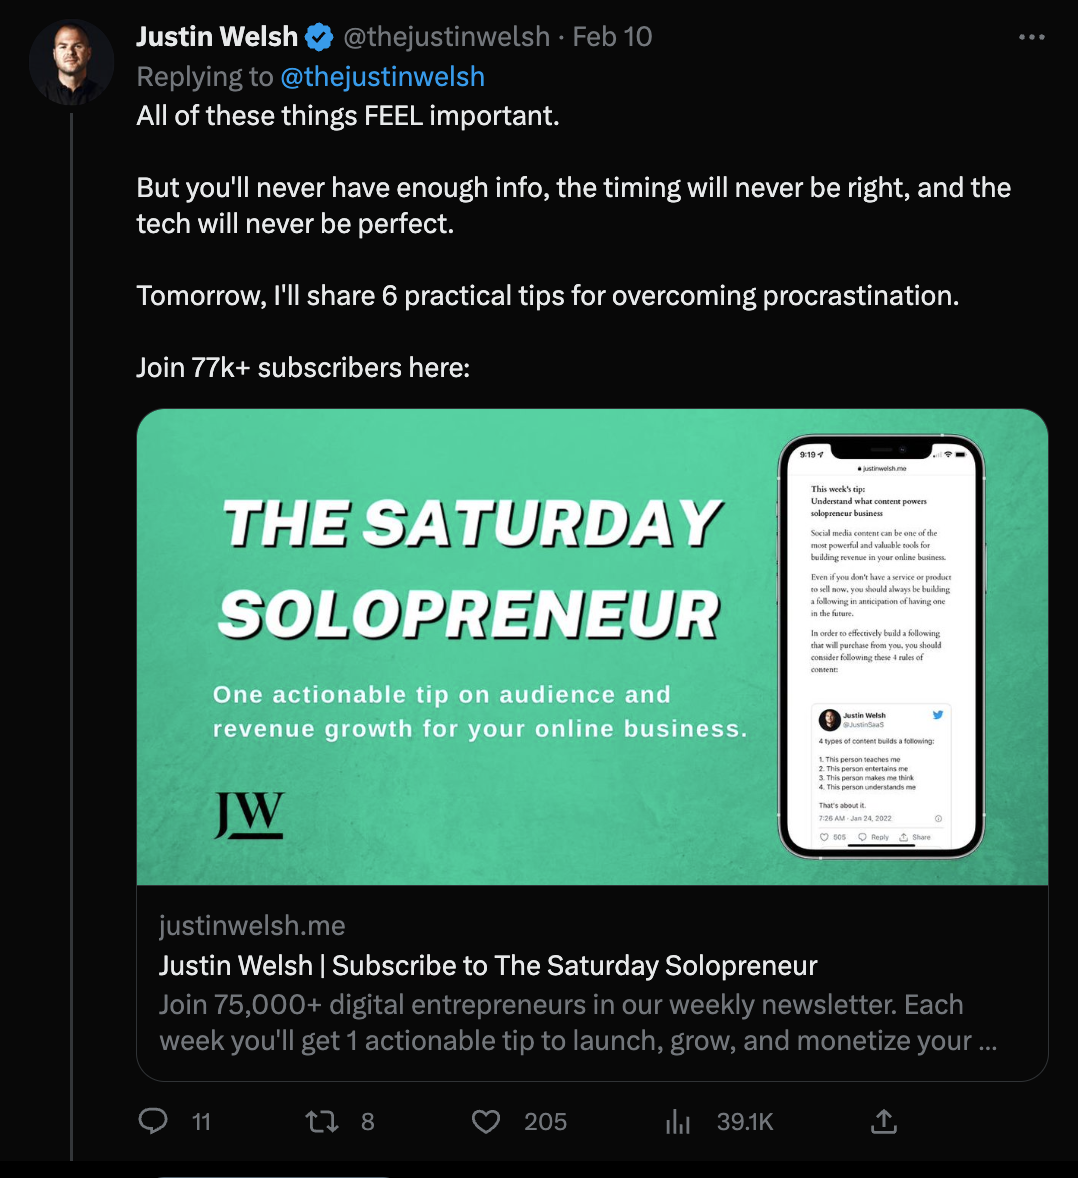 Justin Welsh @thejustinwelsh · Feb 10
Replying to @thejustinwelsh
All of these things FEEL important.
But you'll never have enough info, the timing will never be right, and the
tech will never be perfect.
Tomorrow, I'll share 6 practical tips for overcoming procrastination.
Join 77k+ subscribers here:
THE SATURDAY
SOLOPRENEUR
One actionable tip on audience and
revenue growth for your online business.
JW
9:19
justinwelsh.me
This week's tip:
Understand what content powers
solopreneur business
Social media content can be one of the
most powerful and valuable tools for
building revenue in your online business.
Even if you don't have a service or product
to sell now, you should always be building
a following in anticipation of having one
in the future.
In order to effectively build a following
that will purchase from you, you should
consider following these 4 rules of
content:
Justin Welsh
@JustinSaaS
4 types of content builds a following:
1. This person teaches me
2. This person entertains me
3. This person makes me think
4. This person understands me
That's about it.
7:26 AM · Jan 24, 2022
505 Reply Share
justinwelsh.me
Justin Welsh | Subscribe to The Saturday Solopreneur
Join 75,000+ digital entrepreneurs in our weekly newsletter. Each
week you'll get 1 actionable tip to launch, grow, and monetize your ...
11 8 205 39.1K